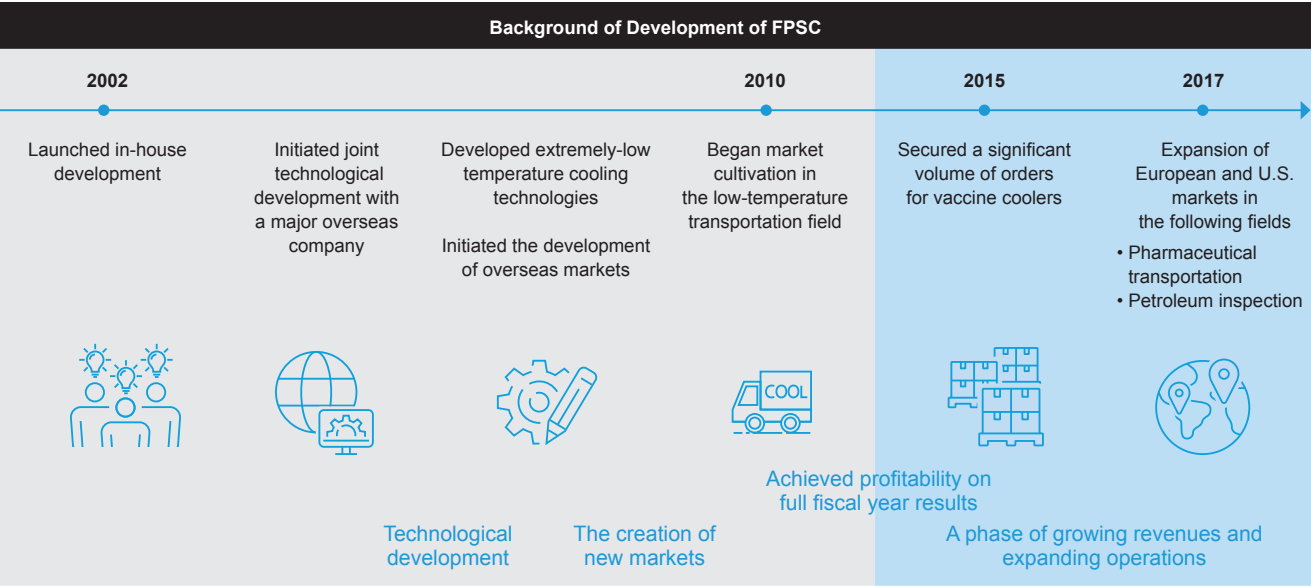 Background of Development of FPSC
2002
2010
2015
2017
Launched in-house
development
Initiated joint
technological
development with
a major overseas
company
Developed extremely-low
temperature cooling
technologies
Initiated the development
of overseas markets
Began market
cultivation in
the low-temperature
transportation field
Secured a significant
volume of orders
for vaccine coolers
Expansion of
European and U.S.
markets in
the following fields
• Pharmaceutical
transportation
• Petroleum inspection
COOL
Achieved profitability on
full fiscal year results
Technological
development
The creation of
new markets
A phase of growing revenues and
expanding operations